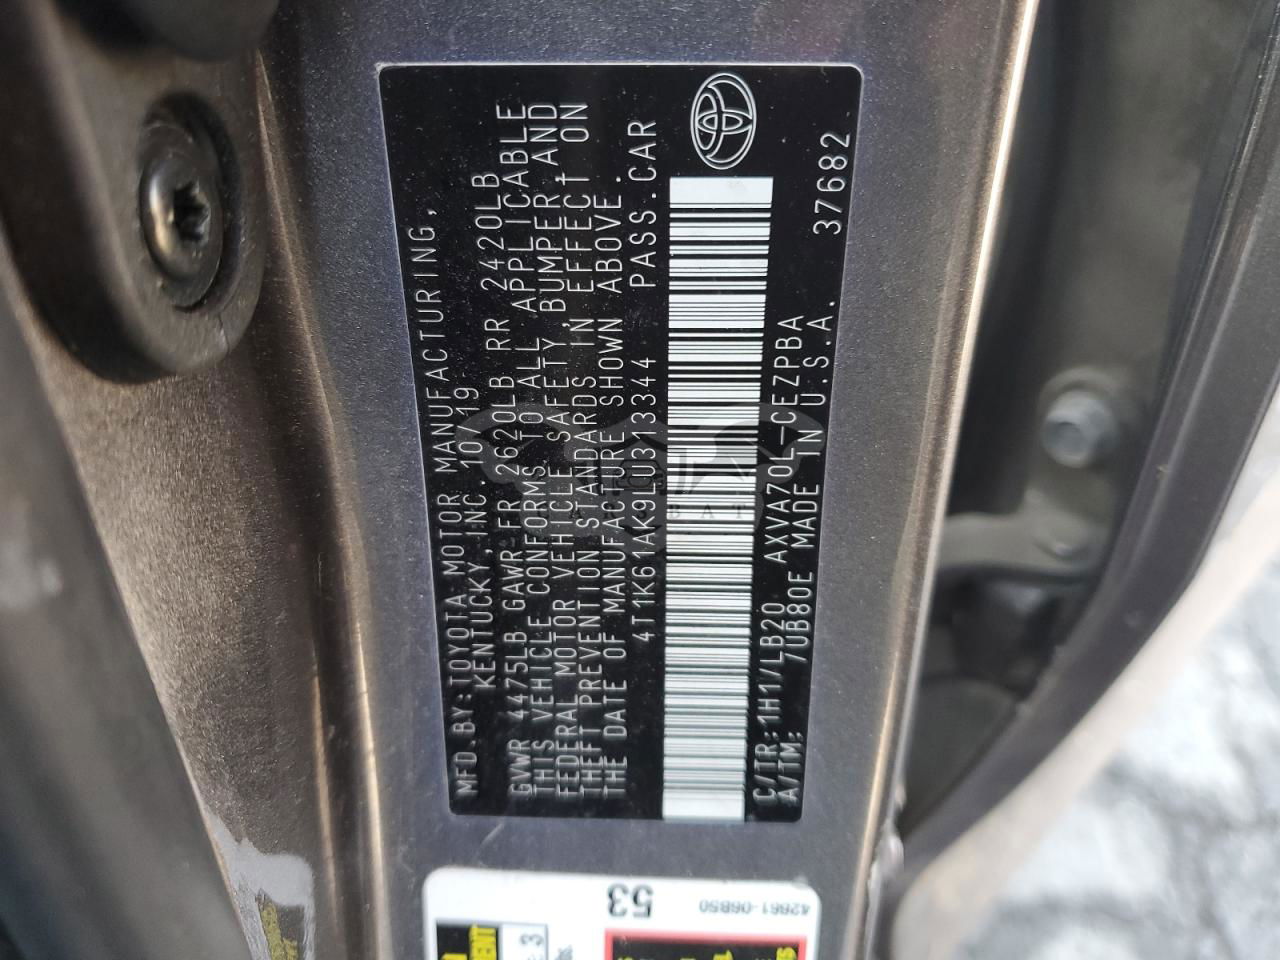 MFD. BY: TOYOTA MOTOR MANUFACTURING,
KENTUCKY, INC. 10/19
GVWR 4475LB GAWR FR 2620LB RR 2420LB
THIS VEHICLE CONFORMS TO ALL APPLICABLE
FEDERAL MOTOR VEHICLE SAFETY, BUMPER, AND
THEFT PREVENTION STANDARDS IN EFFECT ON
THE DATE OF MANUFACTURE SHOWN ABOVE.
4T1K61AK9LU313344 PASS.CAR
C/TR: 1H1/LB20 AXVA70L-CEZPBA 37682
A/TM: 7UB80E MADE IN U.S.A.
53
42661-06B50